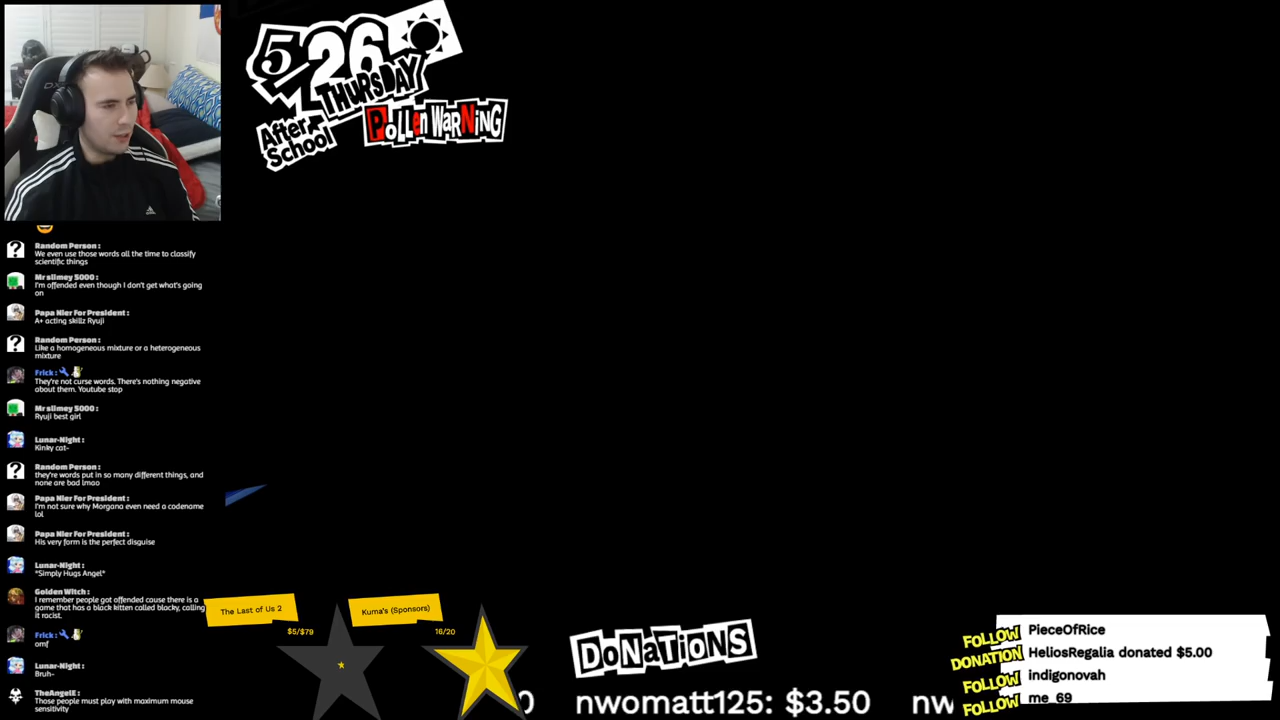 5/26
THURSDAY
After
School
Pollen WarNiNG
Random Person :
We even use those words all the time to classify
scientific things
Mr slimey 5000 :
I'm offended even though I don't get what's going
on
Papa Nier For President :
A+ acting skillz Ryuji
Random Person :
Like a homogeneous mixture or a heterogeneous
mixture
Frick :
They're not curse words. There's nothing negative
about them. Youtube stop
Mr slimey 5000 :
Ryuji best girl
Lunar-Night :
Kinky cat-
Random Person :
they're words put in so many different things, and
none are bad lmao
Papa Nier For President :
I'm not sure why Morgana even need a codename
lol
Papa Nier For President :
His very form is the perfect disguise
Lunar-Night :
*Simply Hugs Angel*
Golden Witch :
I remember people got offended cause there is a
game that has a black kitten called blacky, calling
it racist.
Frick :
omf
Lunar-Night :
Bruh-
TheAngelE :
Those people must play with maximum mouse
sensitivity
The Last of Us 2
$5/$79
Kuma's (Sponsors)
16/20
DoNaTioNS
0 nwomatt125: $3.50 nw
FOLLOW PieceOfRice
DONATION HeliosRegalia donated $5.00
FOLLOW indigonovah
FOLLOW me 69